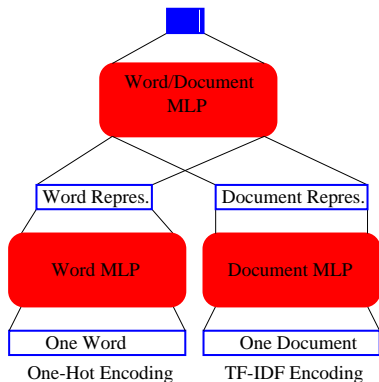 Word/Document
MLP
Word Repres.
Document Repres.
Word MLP
Document MLP
One Word
One Document
One-Hot Encoding
TF-IDF Encoding